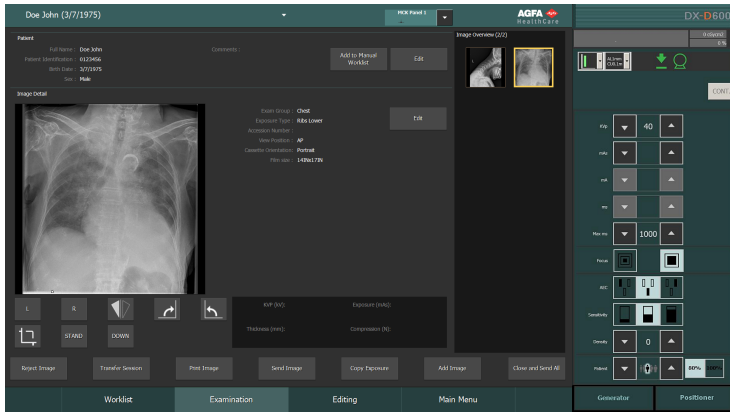 Doe John (3/7/1975)
MCR Panel 1
AGFA
HealthCare
DX-D600
Patient
Full Name : Doe John
Patient Identification : 0123456
Birth Date : 3/7/1975
Sex : Male
Comments :
Add to Manual
Worklist
Edit
Image Overview (2/2)
0 cGycm2
0 %
CONT
Image Detail
Exam Group : Chest
Exposure Type : Ribs Lower
Accession Number :
View Position : AP
Cassette Orientation : Portrait
Film size : 14INx17IN
Edit
kVp
40
mAs
mA
ms
Max ms
1000
Focus
AEC
Sensitivity
Density
0
Patient
80%
L
R
STAND
DOWN
KVP (kV):
Exposure (mAs):
Thickness (mm):
Compression (N):
Reject Image
Transfer Session
Print Image
Send Image
Copy Exposure
Add Image
Close and Send All
Worklist
Examination
Editing
Main Menu
Generator
Positioner